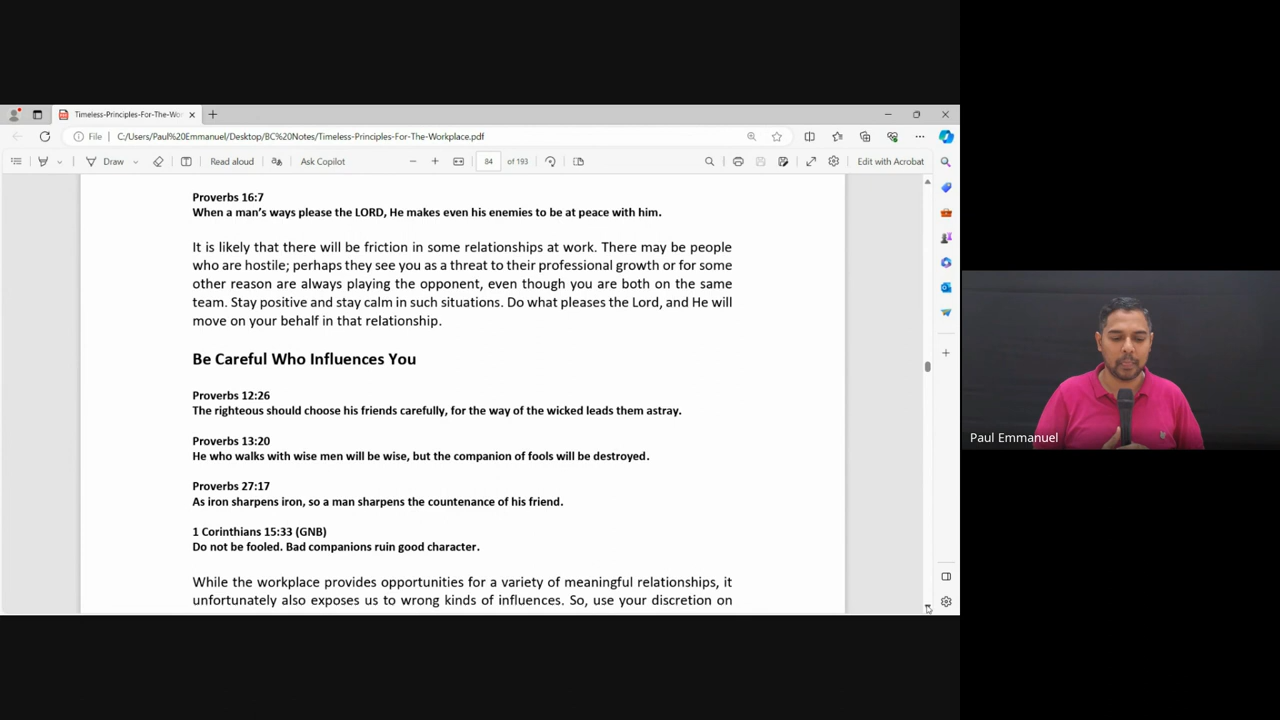 Timeless-Principles-For-The-Wo
File
C:/Users/Paul%20Emmanuel/Desktop/BC%20Notes/Timeless-Principles-For-The-Workplace.pdf
Draw
Read aloud
Ask Copilot
84 of 193
Edit with Acrobat
Proverbs 16:7
When a man’s ways please the LORD, He makes even his enemies to be at peace with him.
It is likely that there will be friction in some relationships at work. There may be people
who are hostile; perhaps they see you as a threat to their professional growth or for some
other reason are always playing the opponent, even though you are both on the same
team. Stay positive and stay calm in such situations. Do what pleases the Lord, and He will
move on your behalf in that relationship.
Be Careful Who Influences You
Proverbs 12:26
The righteous should choose his friends carefully, for the way of the wicked leads them astray.
Proverbs 13:20
He who walks with wise men will be wise, but the companion of fools will be destroyed.
Proverbs 27:17
As iron sharpens iron, so a man sharpens the countenance of his friend.
1 Corinthians 15:33 (GNB)
Do not be fooled. Bad companions ruin good character.
While the workplace provides opportunities for a variety of meaningful relationships, it
unfortunately also exposes us to wrong kinds of influences. So, use your discretion on
Paul Emmanuel